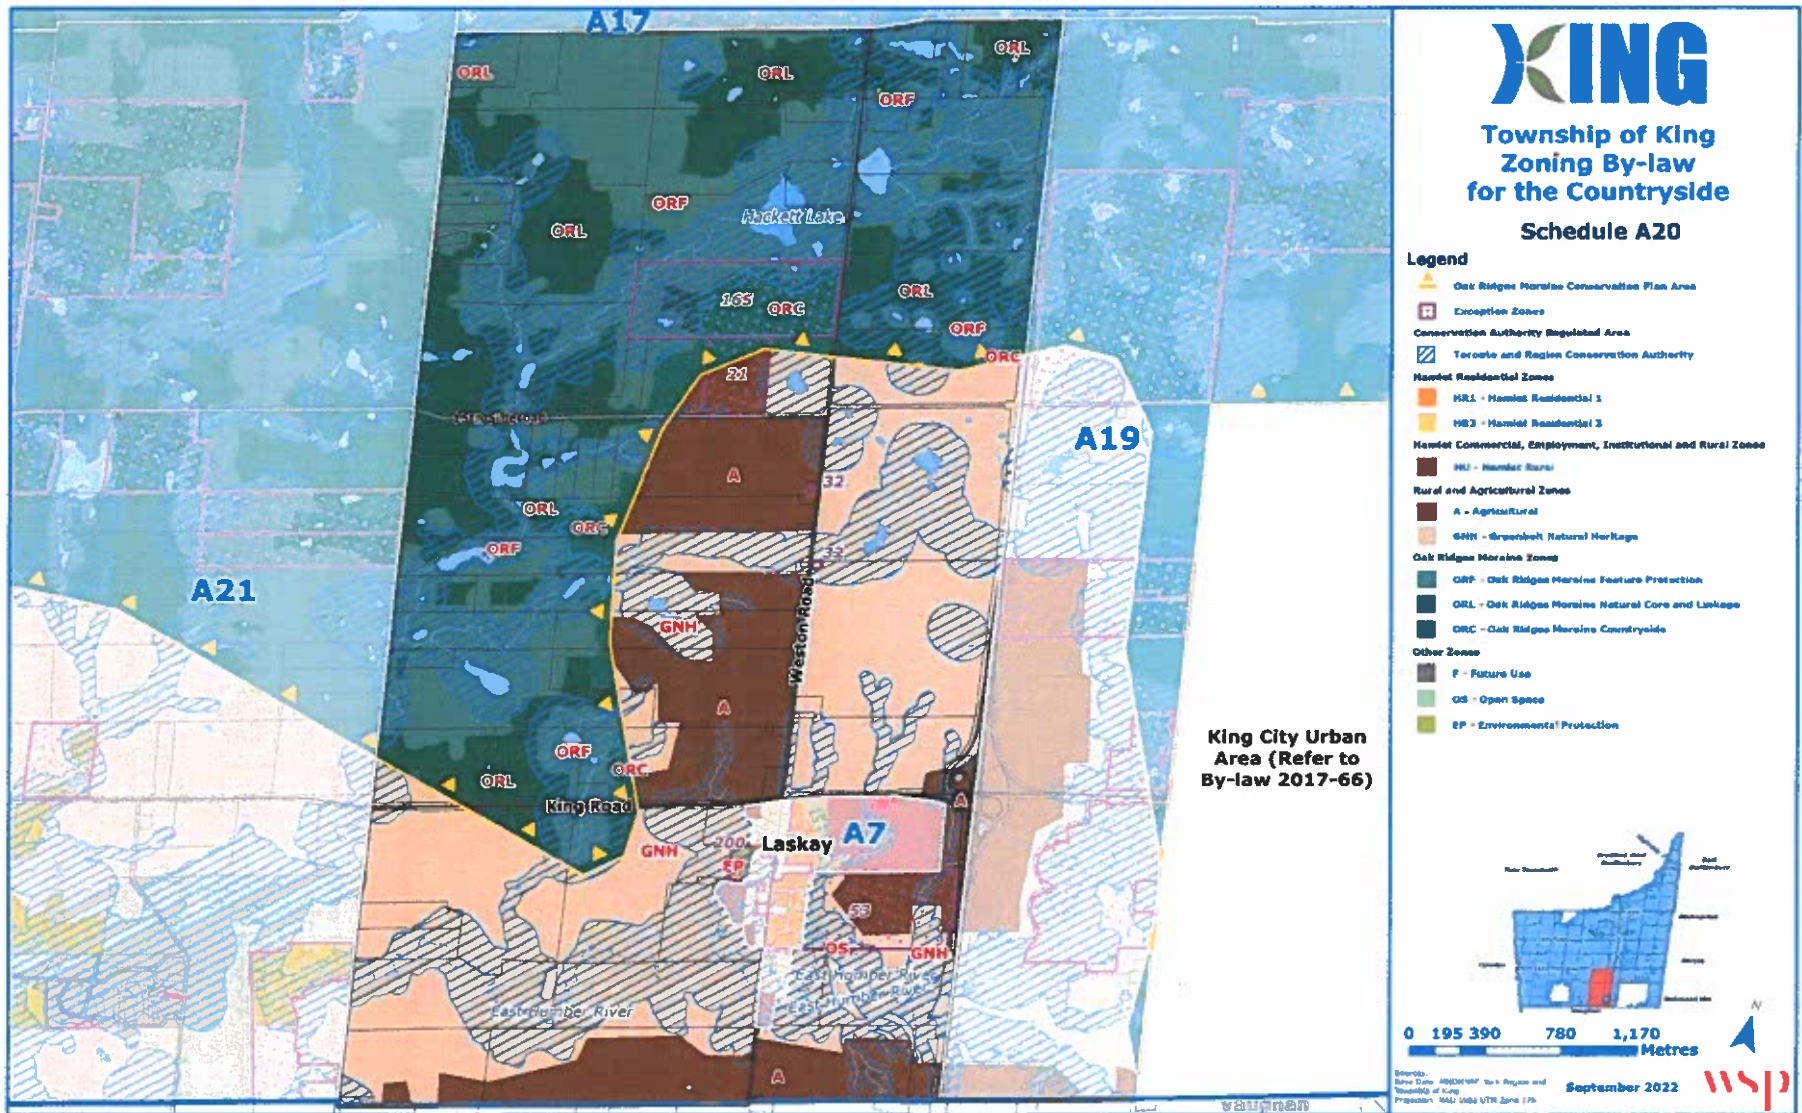 A17
ORL
ORL
ORL
ORF
ORF
Hackett Lake
ORL
165
ORC
ORL
ORF
ORC
21
A19
A
32
ORL
ORC
ORF
32
A21
Weston Road
GNH
A
ORF
ORC
ORL
King Road
A
200
Laskay
A7
GNH
EP
53
OS
GNH
East Humber River
East Humber River
East Humber River
A
Vaughan
King City Urban
Area (Refer to
By-law 2017-66)
KING
Township of King
Zoning By-law
for the Countryside
Schedule A20
Legend
Oak Ridges Moraine Conservation Plan Area
Exception Zones
Conservation Authority Regulated Area
Toronto and Region Conservation Authority
Hamlet Residential Zones
HR1 - Hamlet Residential 1
Hamlet Commercial, Employment, Institutional and Rural Zones
HU - Hamlet Rural
Rural and Agricultural Zones
A - Agricultural
GNH - Greenbelt Natural Heritage
Oak Ridges Moraine Zones
ORF - Oak Ridges Moraine Feature Protection
ORL - Oak Ridges Moraine Natural Core and Linkage
ORC - Oak Ridges Moraine Countryside
Other Zones
F - Future Use
OS - Open Space
EP - Environmental Protection
N
0 195 390 780 1,170
Metres
September 2022
wsp